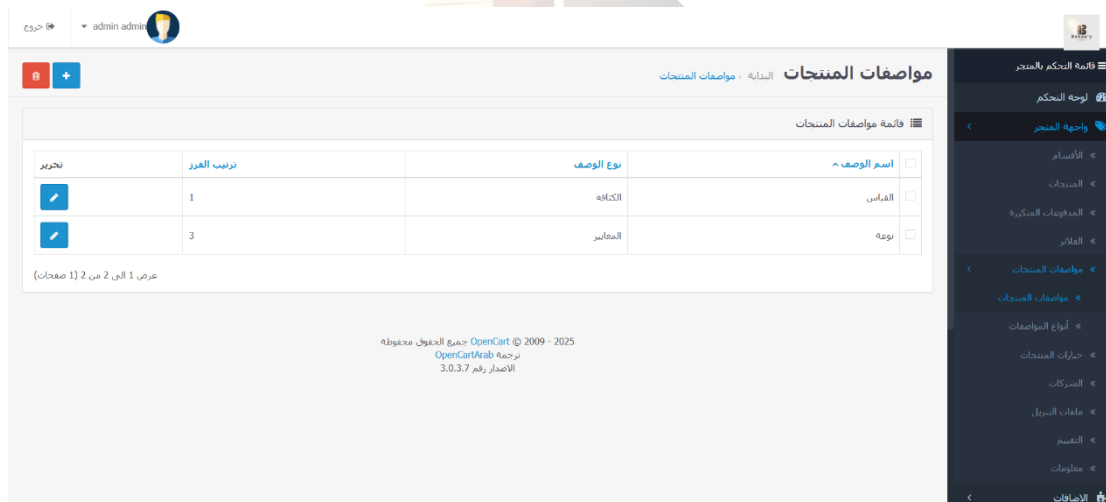 admin admin
خروج
قائمة التحكم بالمتجر
لوحة التحكم
واجهة المتجر
الأقسام
المنتجات
المدفوعات المتكررة
الفلاتر
مواصفات المنتجات
مواصفات المنتجات
أنواع المواصفات
خيارات المنتجات
الشركات
ملفات التنزيل
التقييم
معلومات
الاضافات
مواصفات المنتجات البداية › مواصفات المنتجات
قائمة مواصفات المنتجات
اسم الوصف نوع الوصف ترتيب الفرز تحرير
القياس الكثافة 1
نوعة المعايير 3
عرض 1 الى 2 من 2 (1 صفحات)
OpenCart © 2009 - 2025 جميع الحقوق محفوظة
ترجمة OpenCartArab
الاصدار رقم 3.0.3.7